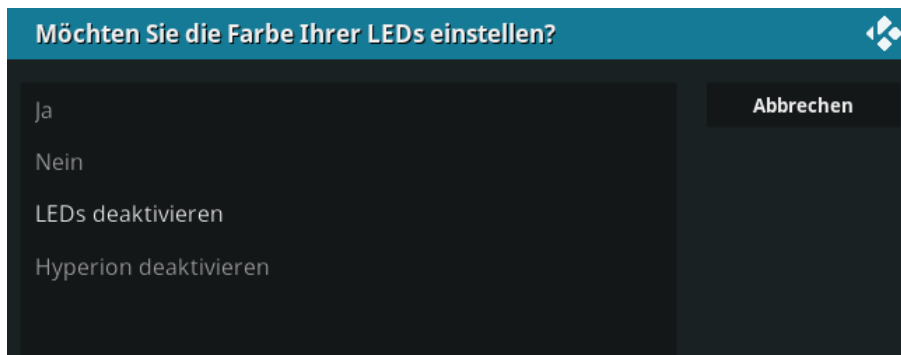 Möchten Sie die Farbe Ihrer LEDs einstellen?
Ja
Abbrechen
Nein
LEDs deaktivieren
Hyperion deaktivieren